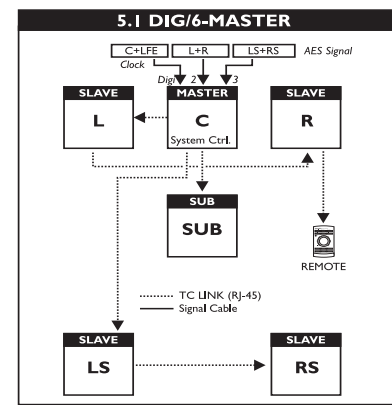 5.1 DIG/6-MASTER
C+LFE L+R LS+RS AES Signal
Clock
Digi 2 3
SLAVE MASTER SLAVE
L C R
System Ctrl.
SUB
SUB
REMOTE
TC LINK (RJ-45)
Signal Cable
SLAVE SLAVE
LS RS